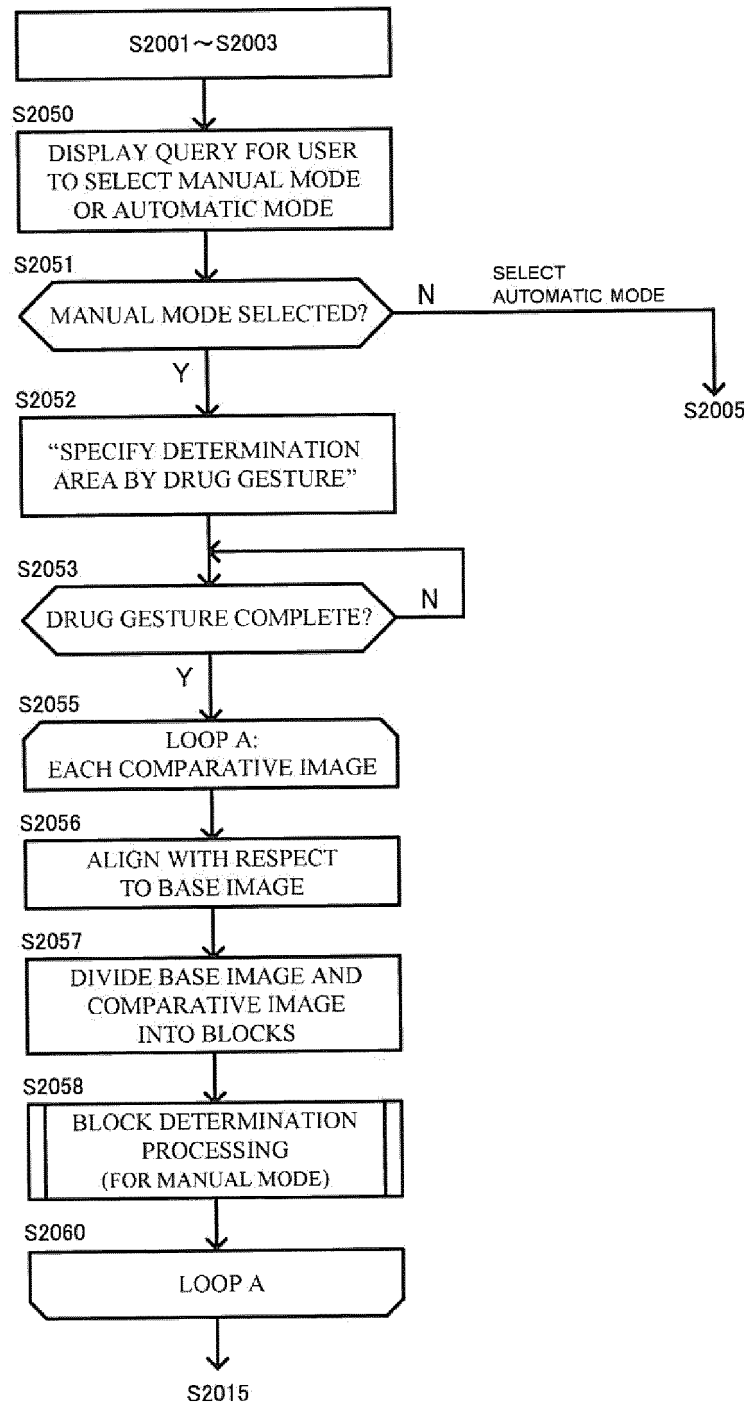 S2001～S2003
S2050
DISPLAY QUERY FOR USER
TO SELECT MANUAL MODE
OR AUTOMATIC MODE
S2051
MANUAL MODE SELECTED?
N
SELECT
AUTOMATIC MODE
S2005
Y
S2052
“SPECIFY DETERMINATION
AREA BY DRUG GESTURE”
S2053
DRUG GESTURE COMPLETE?
N
Y
S2055
LOOP A:
EACH COMPARATIVE IMAGE
S2056
ALIGN WITH RESPECT
TO BASE IMAGE
S2057
DIVIDE BASE IMAGE AND
COMPARATIVE IMAGE
INTO BLOCKS
S2058
BLOCK DETERMINATION
PROCESSING
(FOR MANUAL MODE)
S2060
LOOP A
S2015